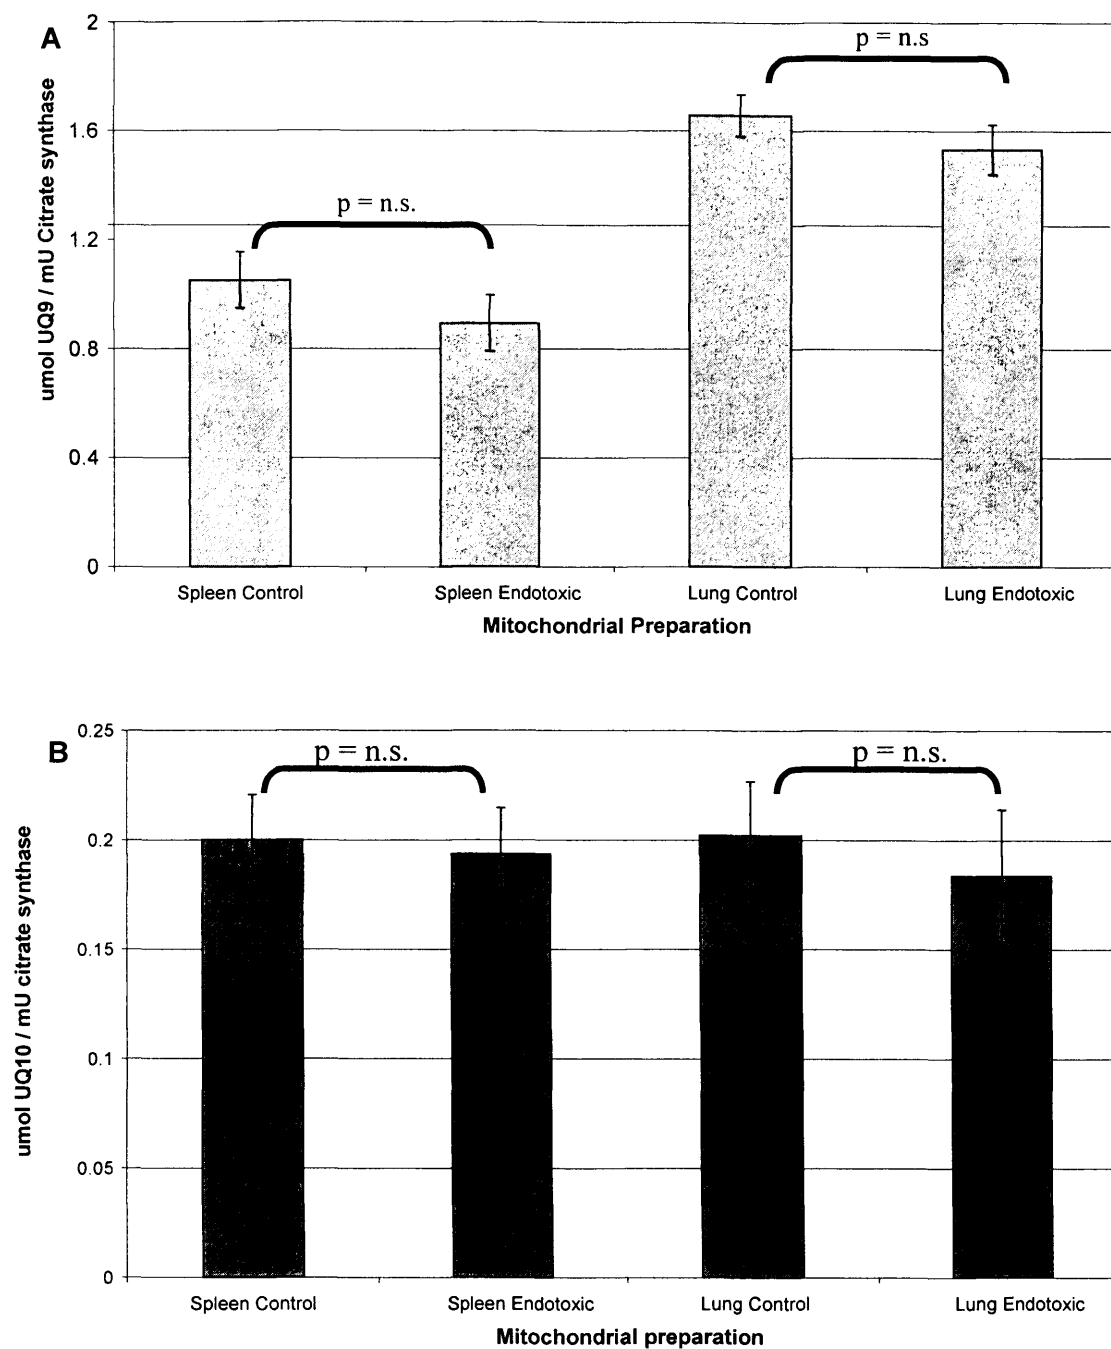 A
umol UQ9 / mU Citrate synthase
2
1.6
1.2
0.8
0.4
0
p = n.s.
p = n.s
Spleen Control
Spleen Endotoxic
Lung Control
Lung Endotoxic
Mitochondrial Preparation
B
umol UQ10 / mU citrate synthase
0.25
0.2
0.15
0.1
0.05
0
p = n.s.
p = n.s.
Spleen Control
Spleen Endotoxic
Lung Control
Lung Endotoxic
Mitochondrial preparation